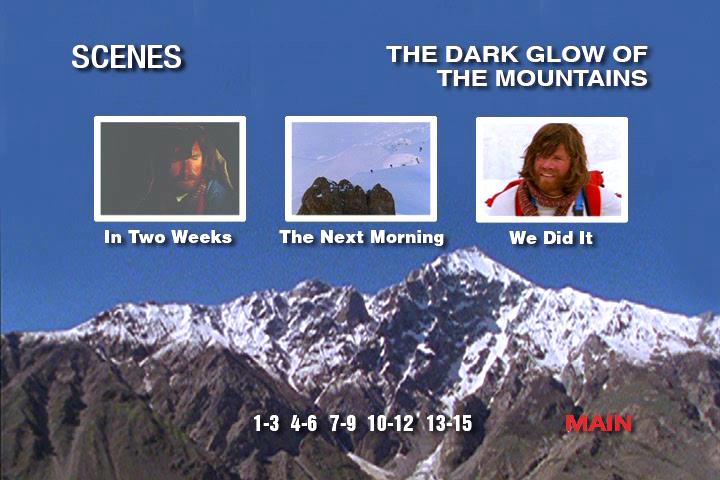 SCENES
THE DARK GLOW OF
THE MOUNTAINS
In Two Weeks
The Next Morning
We Did It
1-3 4-6 7-9 10-12 13-15
MAIN